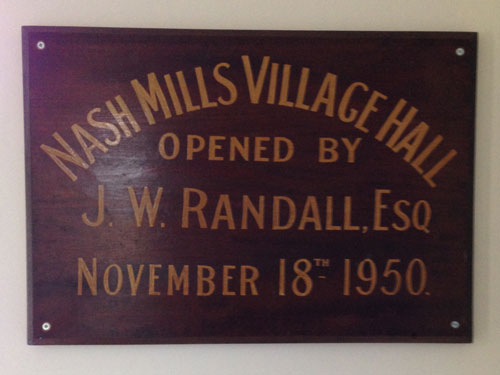 NASH MILLS VILLAGE HALL
OPENED BY
J. W. RANDALL, ESQ
NOVEMBER 18TH 1950.